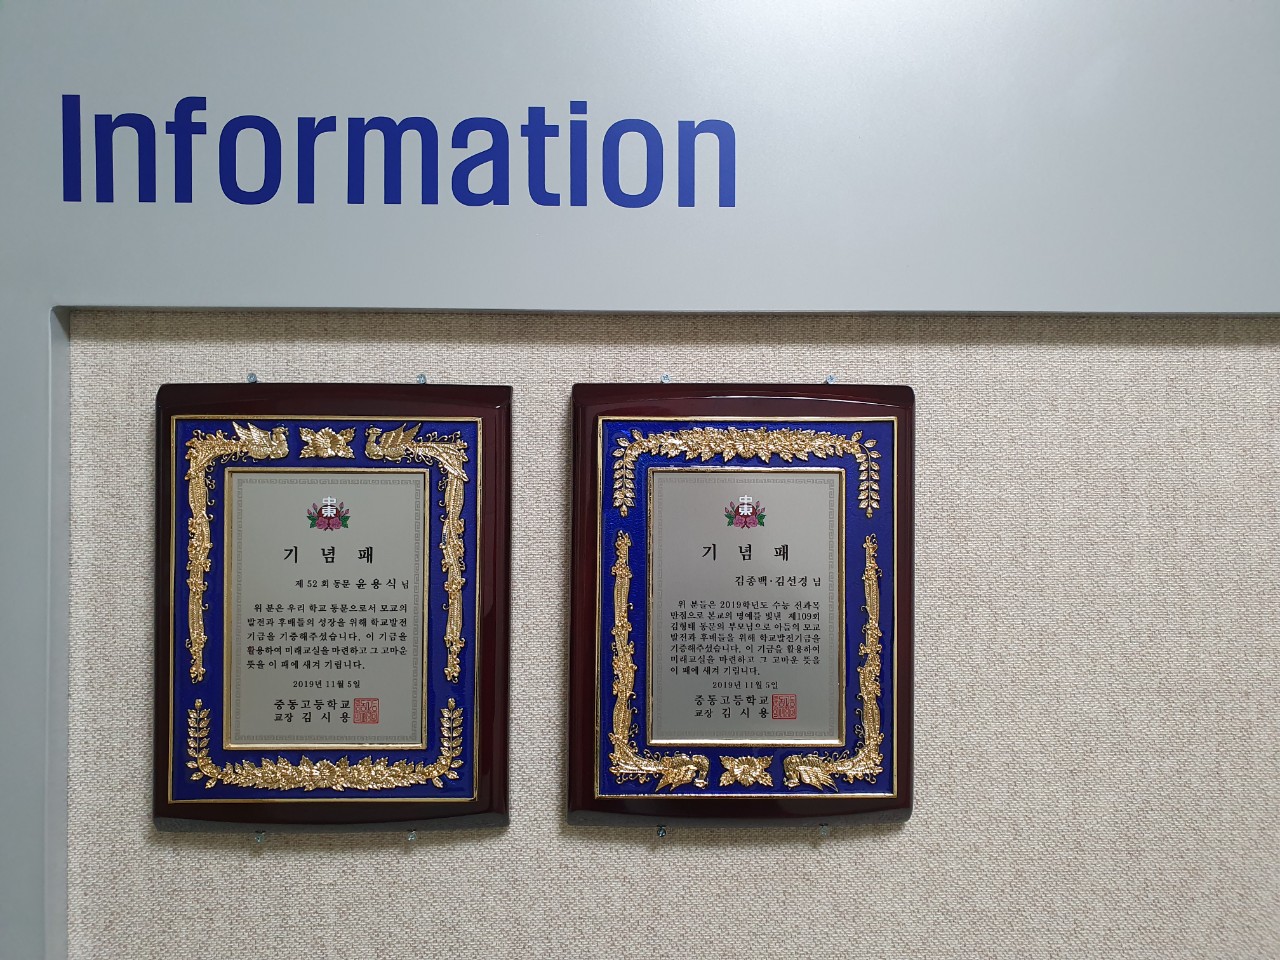 Information
中
東
기 념 패
제 52 회 동문 윤 용 식 님
위 분은 우리 학교 동문으로서 모교의
발전과 후배들의 성장을 위해 학교발전
기금을 기증해주셨습니다. 이 기금을
활용하여 미래교실을 마련하고 그 고마운
뜻을 이 패에 새겨 기립니다.
2019년 11월 5일
중동고등학교
교장 김 시 용
中
東
기 념 패
김종백·김선경 님
위 분들은 2019학년도 수능 전과목
만점으로 본교의 명예를 빛낸 제109회
김형태 동문의 부모님으로 아들의 모교
발전과 후배들을 위해 학교발전기금을
기증해주셨습니다. 이 기금을 활용하여
미래교실을 마련하고 그 고마운 뜻을
이 패에 새겨 기립니다.
2019년 11월 5일
중동고등학교
교장 김 시 용